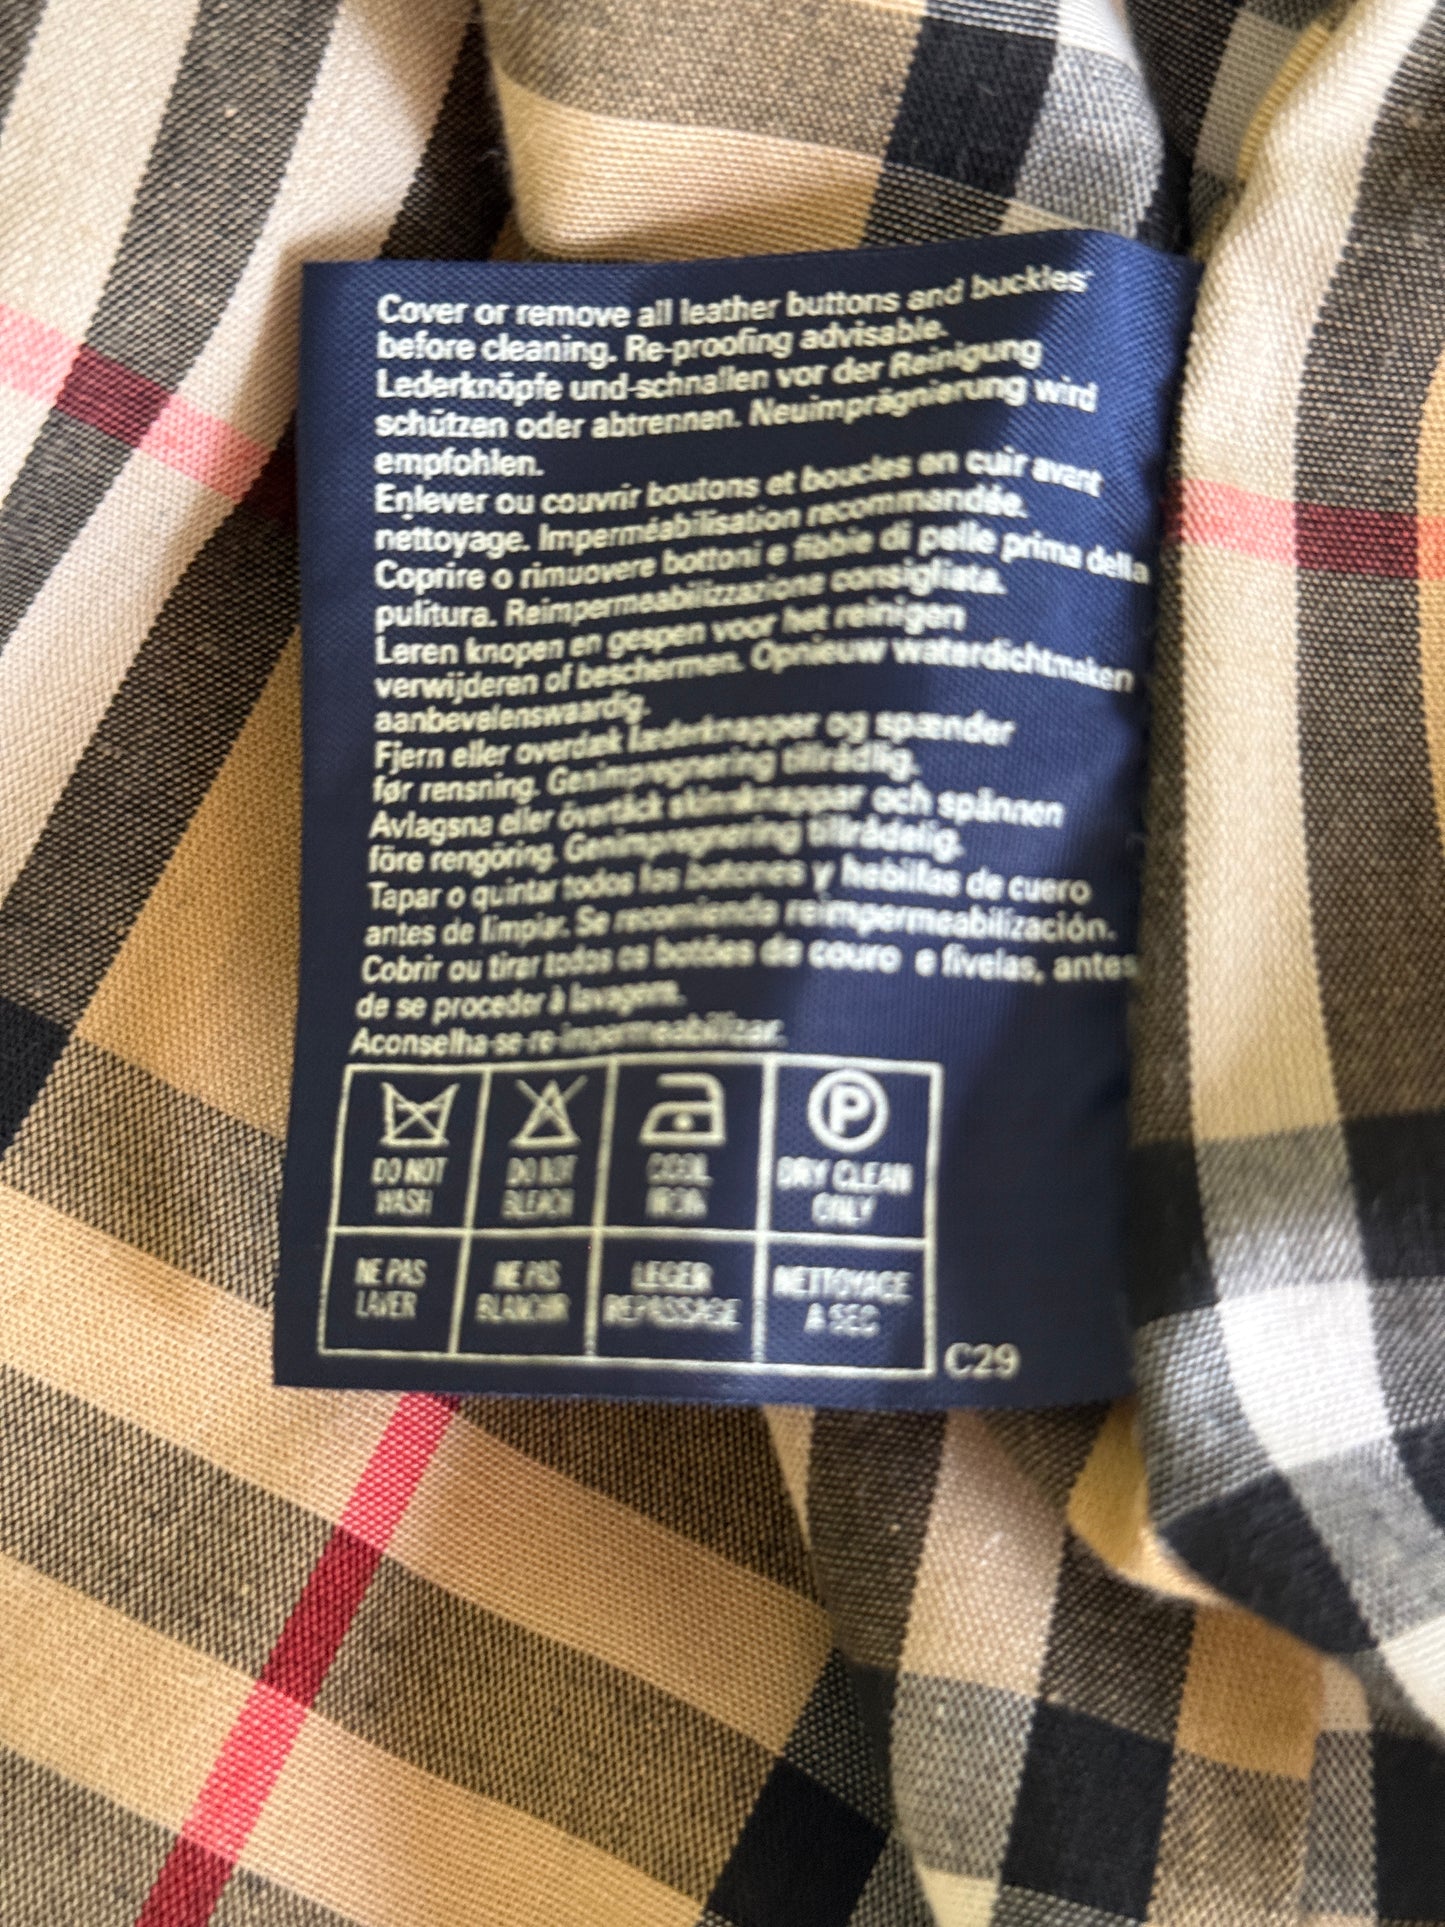 Cover or remove all leather buttons and buckles
before cleaning. Re-proofing advisable.
Lederknöpfe und-schnallen vor der Reinigung
schützen oder abtrennen. Neuimprägnierung wird
empfohlen.
Enlever ou couvrir boutons et boucles en cuir avant
nettoyage. Imperméabilisation recommandée.
Coprire o rimuovere bottoni e fibbie di pelle prima della
pulitura. Reimpermeabilizzazione consigliata.
Leren knopen en gespen voor het reinigen
verwijderen of beschermen. Opnieuw waterdichtmaken
aanbevelenswaardig.
Fjern eller overdæk læderknapper og spænder
før rensning. Genimprægnering tilrådlig.
Avlagsna eller övertäck skinnknappar och spännen
före rengöring. Genimpregnering tillrådelig.
Tapar o quintar todos los botones y hebillas de cuero
antes de limpiar. Se recomienda reimpermeabilización.
Cobrir ou tirar todos os botões de couro e fivelas, antes
de se proceder à lavagem.
Aconselha-se re-impermeabilizar.
P
DO NOT
WASH
DO NOT
BLEACH
COOL
IRON
DRY CLEAN
ONLY
NE PAS
LAVER
NE PAS
BLANCHIR
LEGER
REPASSAGE
NETTOYAGE
A SEC
C29